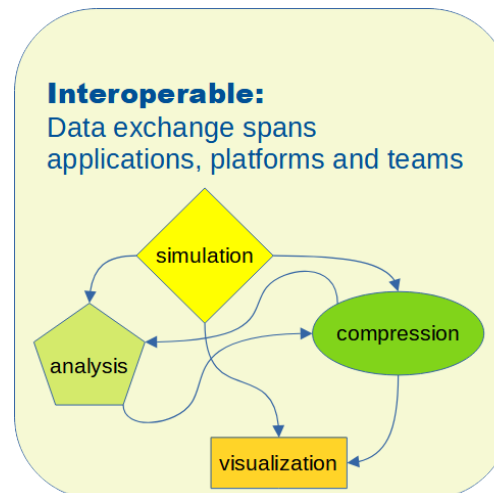 Interoperable:
Data exchange spans
applications, platforms and teams
simulation
compression
analysis
visualization